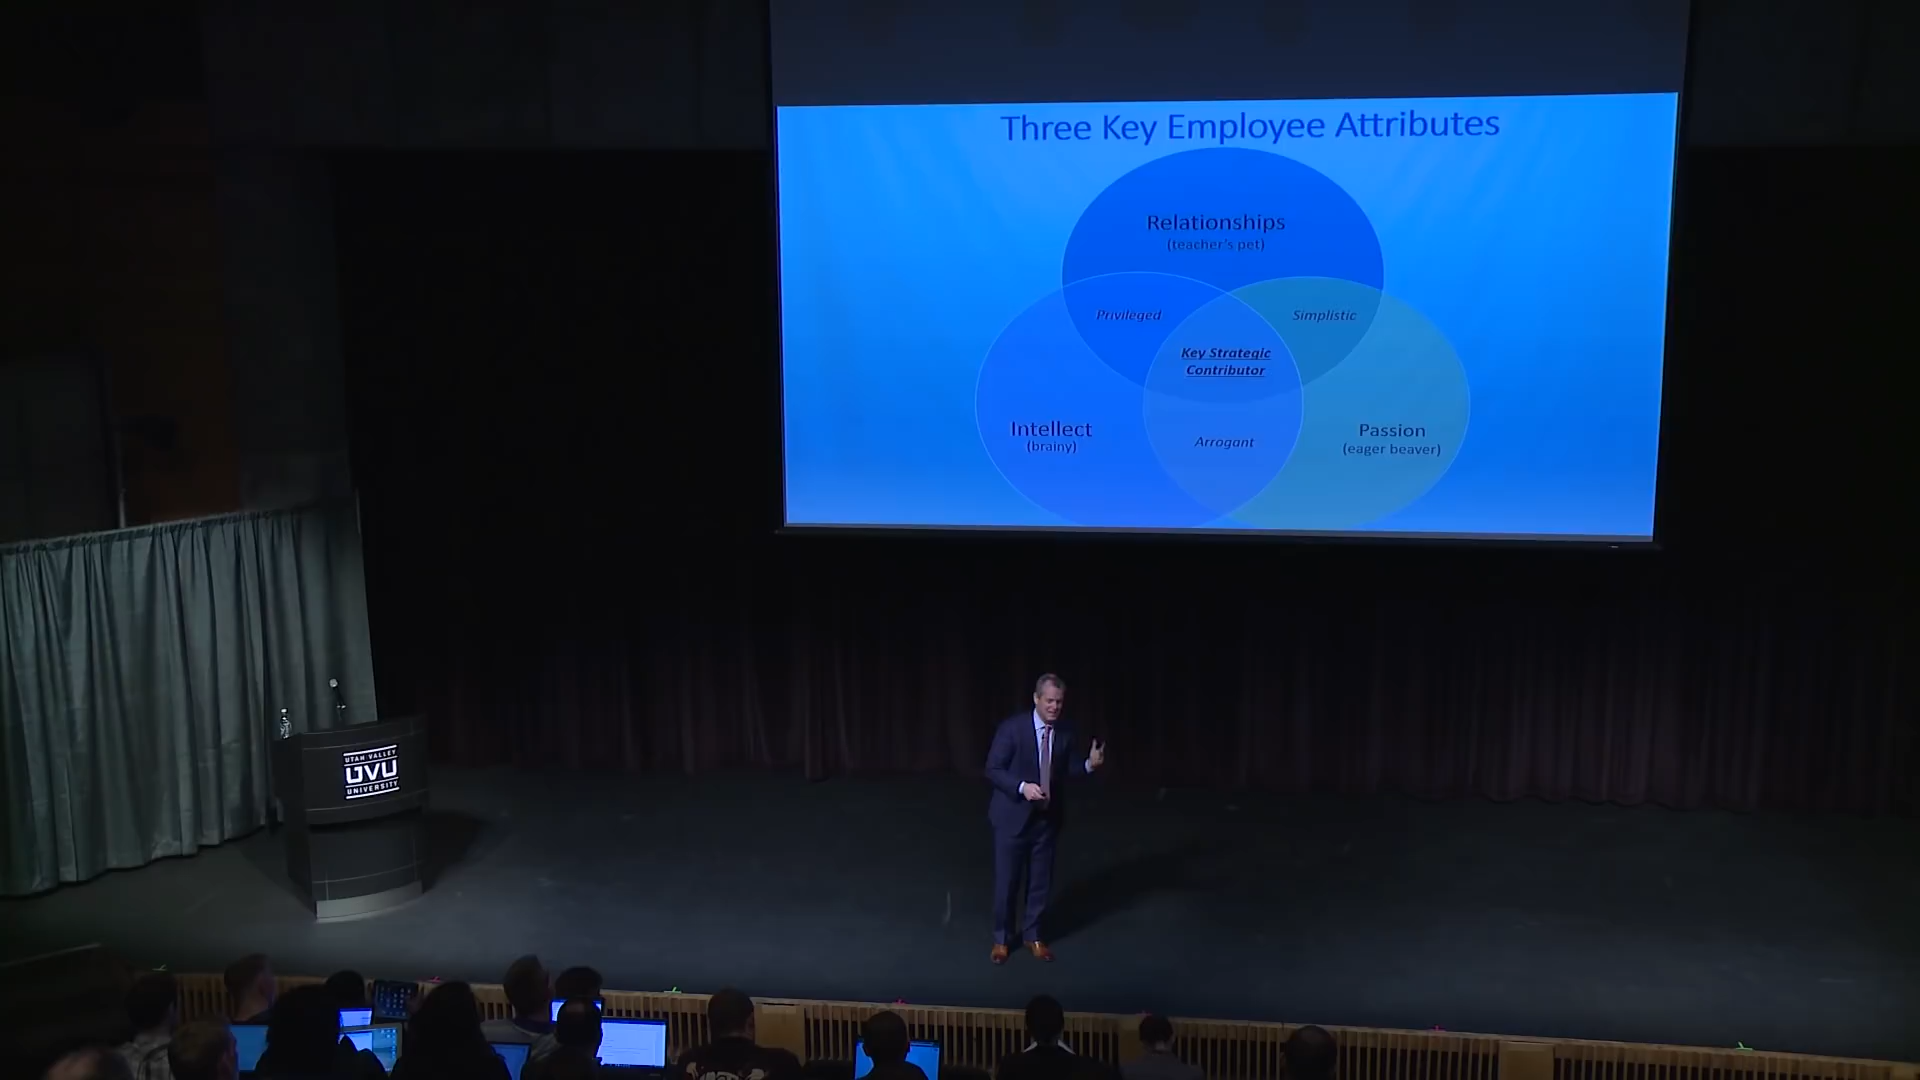 Three Key Employee Attributes
Relationships
(teacher's pet)
Privileged
Simplistic
Key Strategic
Contributor
Intellect
(brainy)
Arrogant
Passion
(eager beaver)
UTAH VALLEY
UVU
UNIVERSITY